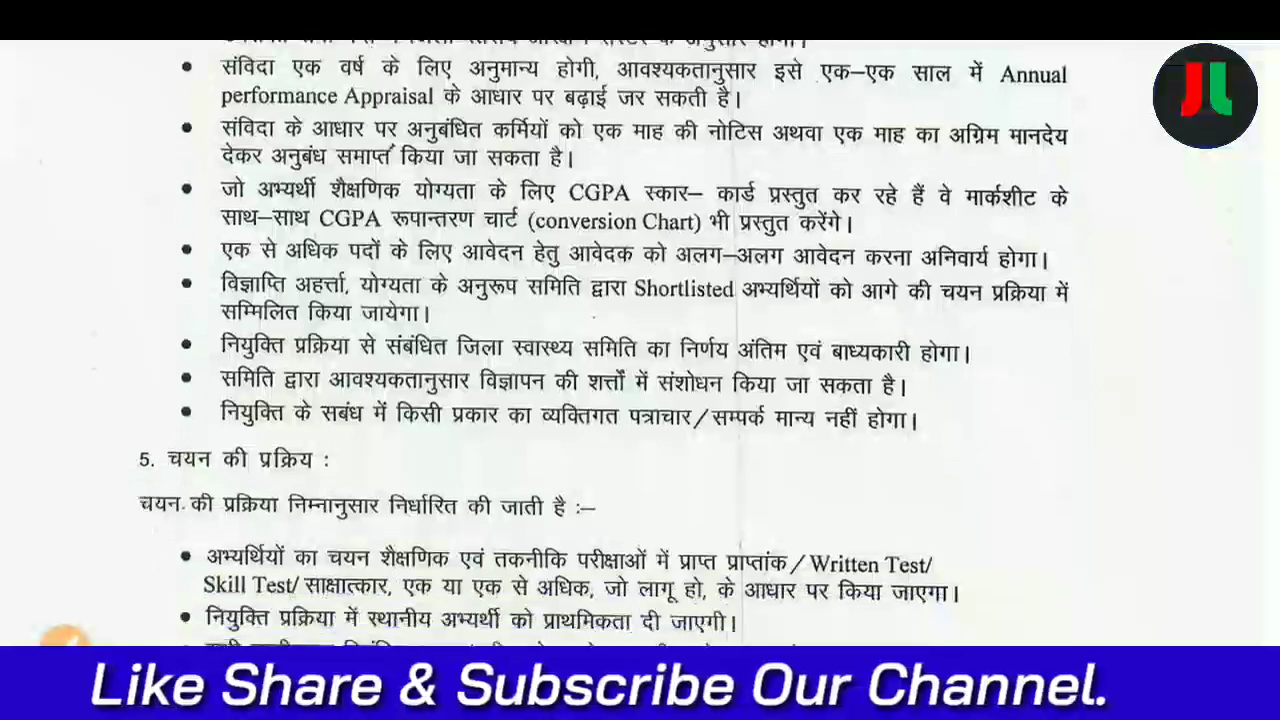 संविदा एक वर्ष के लिए अनुमान्य होगी, आवश्यकतानुसार इसे एक–एक साल में Annual
performance Appraisal के आधार पर बढ़ाई जर सकती है।
संविदा के आधार पर अनुबंधित कर्मियों को एक माह की नोटिस अथवा एक माह का अग्रिम मानदेय
देकर अनुबंध समाप्त किया जा सकता है।
जो अभ्यर्थी शैक्षणिक योग्यता के लिए CGPA स्कार– कार्ड प्रस्तुत कर रहे हैं वे मार्कशीट के
साथ–साथ CGPA रूपान्तरण चार्ट (conversion Chart) भी प्रस्तुत करेंगे।
एक से अधिक पदों के लिए आवेदन हेतु आवेदक को अलग–अलग आवेदन करना अनिवार्य होगा।
विज्ञाप्ति अहर्त्ता, योग्यता के अनुरूप समिति द्वारा Shortlisted अभ्यर्थियों को आगे की चयन प्रक्रिया में
सम्मिलित किया जायेगा।
नियुक्ति प्रक्रिया से संबंधित जिला स्वास्थ्य समिति का निर्णय अंतिम एवं बाध्यकारी होगा।
समिति द्वारा आवश्यकतानुसार विज्ञापन की शर्त्तों में संशोधन किया जा सकता है।
नियुक्ति के सबंध में किसी प्रकार का व्यक्तिगत पत्राचार/सम्पर्क मान्य नहीं होगा।
5. चयन की प्रक्रिय :
चयन की प्रक्रिया निम्नानुसार निर्धारित की जाती है :–
अभ्यर्थियों का चयन शैक्षणिक एवं तकनीकि परीक्षाओं में प्राप्त प्राप्तांक/Written Test/
Skill Test/ साक्षात्कार, एक या एक से अधिक, जो लागू हो, के आधार पर किया जाएगा।
नियुक्ति प्रक्रिया में स्थानीय अभ्यर्थी को प्राथमिकता दी जाएगी।
Like Share & Subscribe Our Channel.